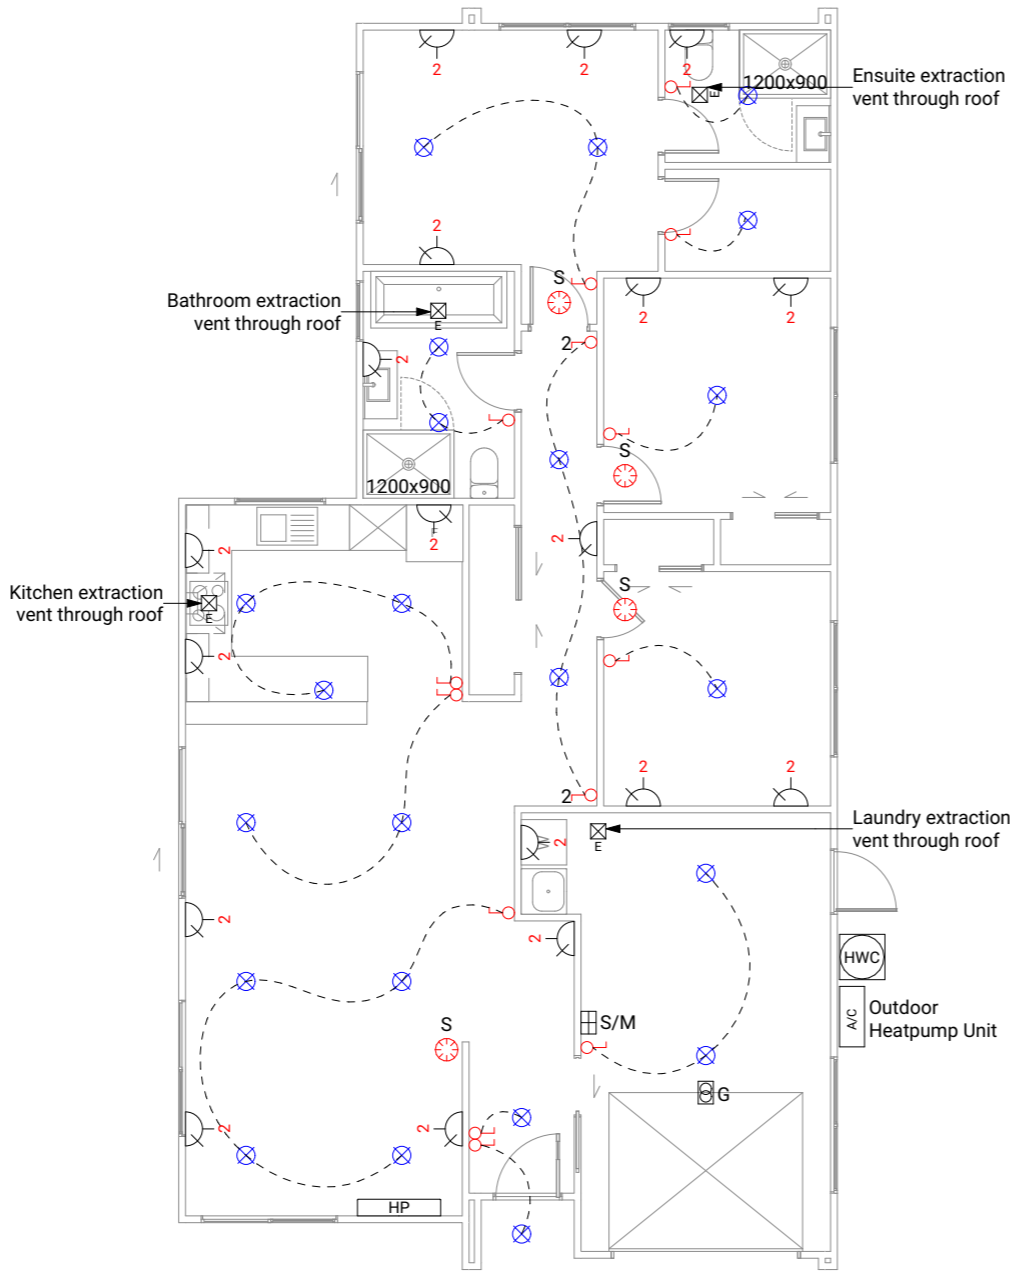 2
2
2
1200x900
E
Ensuite extraction
vent through roof
2
S
Bathroom extraction
vent through roof
E
2
2
2
2
S
1200x900
F
2
2
2
S
Kitchen extraction
vent through roof
E
2
2
2
2
2
Laundry extraction
vent through roof
E
2
2
2
HWC
A/C
Outdoor
Heatpump Unit
S/M
S
G
2
2
HP